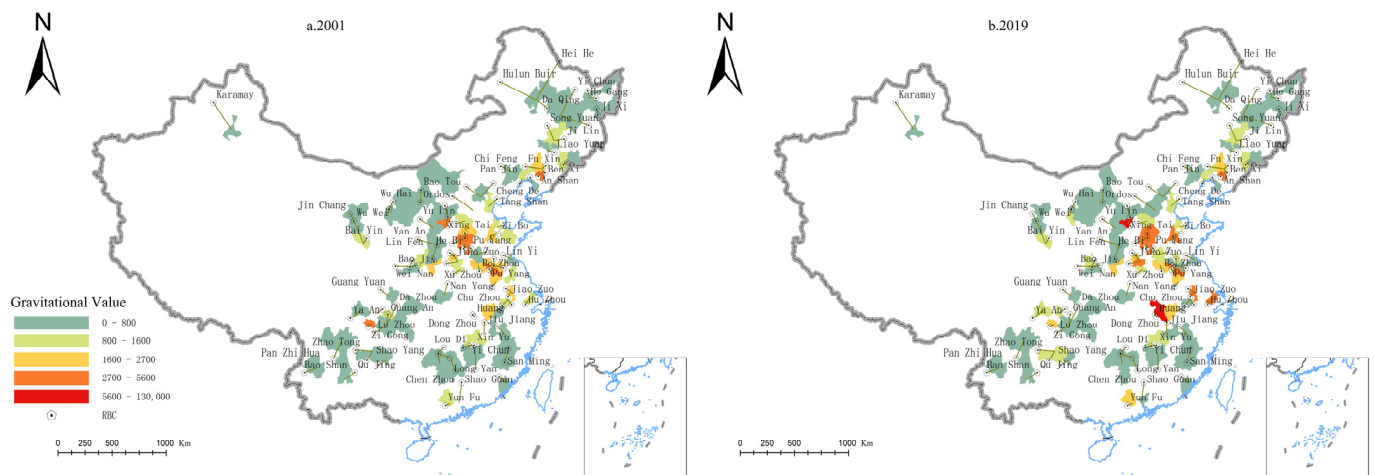 N
a.2001
Hei He
Hulun Buir
Yi Chun
He Gang
Karamay
Da Qing
Ji Xi
Song Yuan
Ji Lin
Liao Yuan
Chi Feng
Fu Xin
Pan Jin
Ben Xi
An Shan
Bao Tou
Cheng De
Wu Hai
Ordos
Tang Shan
Jin Chang
Wu Wei
Yu Lin
Bai Yin
Yan An
Xing Tai
Zi Bo
Lin Fen
He Bi
Pu Yang
Lin Yi
Bao Ji
Wei Nan
Xu Zhou
Nan Yang
Guang Yuan
Chu Zhou
Jiao Zuo
Da Zhou
Hu Zhou
Guang An
Huang
Ya An
Lu Zhou
Dong Zhou
Jiu Jiang
Zi Gong
Xin Yu
Zhao Tong
Lou Di
Yi Chun
Pan Zhi Hua
Shao Yang
San Ming
Bao Shan
Qu Jing
Long Yan
Chen Zhou
Shao Guan
Yun Fu
Gravitational Value
0 - 800
800 - 1600
1600 - 2700
2700 - 5600
5600 - 130,000
RBC
0 250 500 1000 Km
N
b.2019
Hei He
Hulun Buir
Yi Chun
He Gang
Karamay
Da Qing
Ji Xi
Song Yuan
Ji Lin
Liao Yuan
Chi Feng
Fu Xin
Pan Jin
Ben Xi
An Shan
Bao Tou
Cheng De
Wu Hai
Ordos
Tang Shan
Jin Chang
Wu Wei
Yu Lin
Bai Yin
Yan An
Xing Tai
Zi Bo
Lin Fen
He Bi
Pu Yang
Lin Yi
Bao Ji
Wei Nan
Xu Zhou
Nan Yang
Guang Yuan
Chu Zhou
Jiao Zuo
Da Zhou
Hu Zhou
Guang An
Huang
Ya An
Lu Zhou
Dong Zhou
Jiu Jiang
Zi Gong
Xin Yu
Zhao Tong
Lou Di
Yi Chun
Pan Zhi Hua
Shao Yang
San Ming
Bao Shan
Qu Jing
Long Yan
Chen Zhou
Shao Guan
Yun Fu
0 250 500 1000 Km